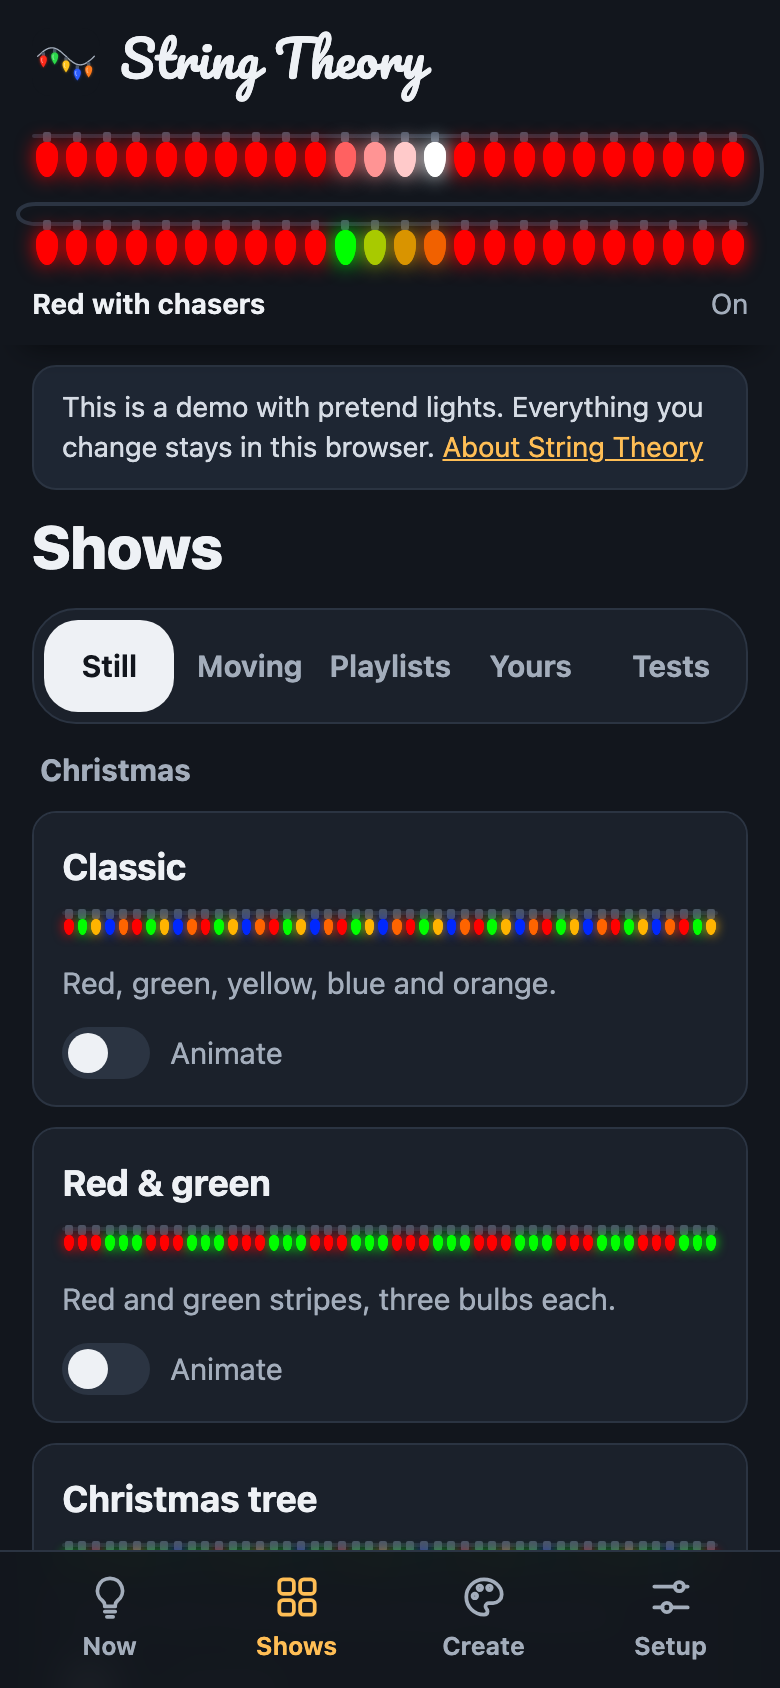 String Theory
Red with chasers
On
This is a demo with pretend lights. Everything you
change stays in this browser. About String Theory
Shows
Still
Moving
Playlists
Yours
Tests
Christmas
Classic
Red, green, yellow, blue and orange.
Animate
Red & green
Red and green stripes, three bulbs each.
Animate
Christmas tree
Now
Shows
Create
Setup